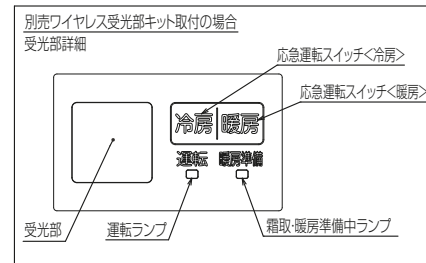 別売ワイヤレス受光部キット取付の場合
受光部詳細
応急運転スイッチ<冷房>
応急運転スイッチ<暖房>
冷房 暖房
運転 暖房準備
受光部
運転ランプ
霜取・暖房準備中ランプ